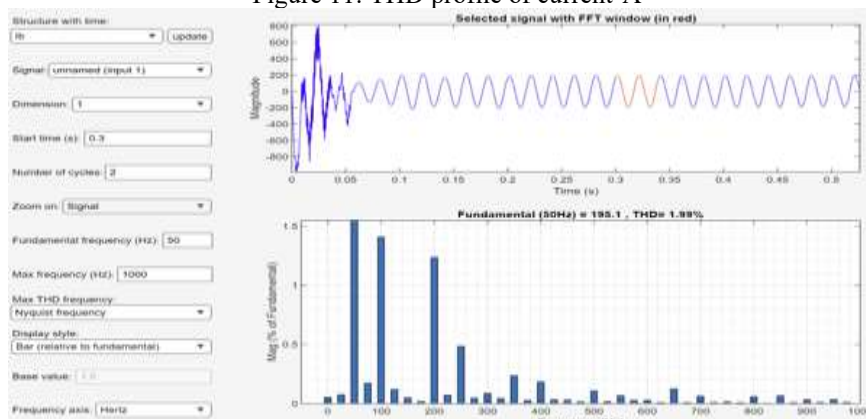 Figure 11: THD profile of current-A
Structure with time:
Ib
update
Signal: unnamed (input 1)
Dimension: 1
Start time (s): 0.3
Number of cycles: 2
Zoom on: Signal
Fundamental frequency (Hz): 50
Max frequency (Hz): 1000
Max THD frequency:
Nyquist frequency
Display style:
Bar (relative to fundamental)
Base value: 1.0
Frequency axis: Hertz
Selected signal with FFT window (in red)
Magnitude
800
600
400
200
0
-200
-400
-600
-800
0 0.05 0.1 0.15 0.2 0.25 0.3 0.35 0.4 0.45 0.5
Time (s)
Fundamental (50Hz) = 195.1 , THD= 1.99%
Mag (% of Fundamental)
1.5
1
0.5
0
0 100 200 300 400 500 600 700 800 900